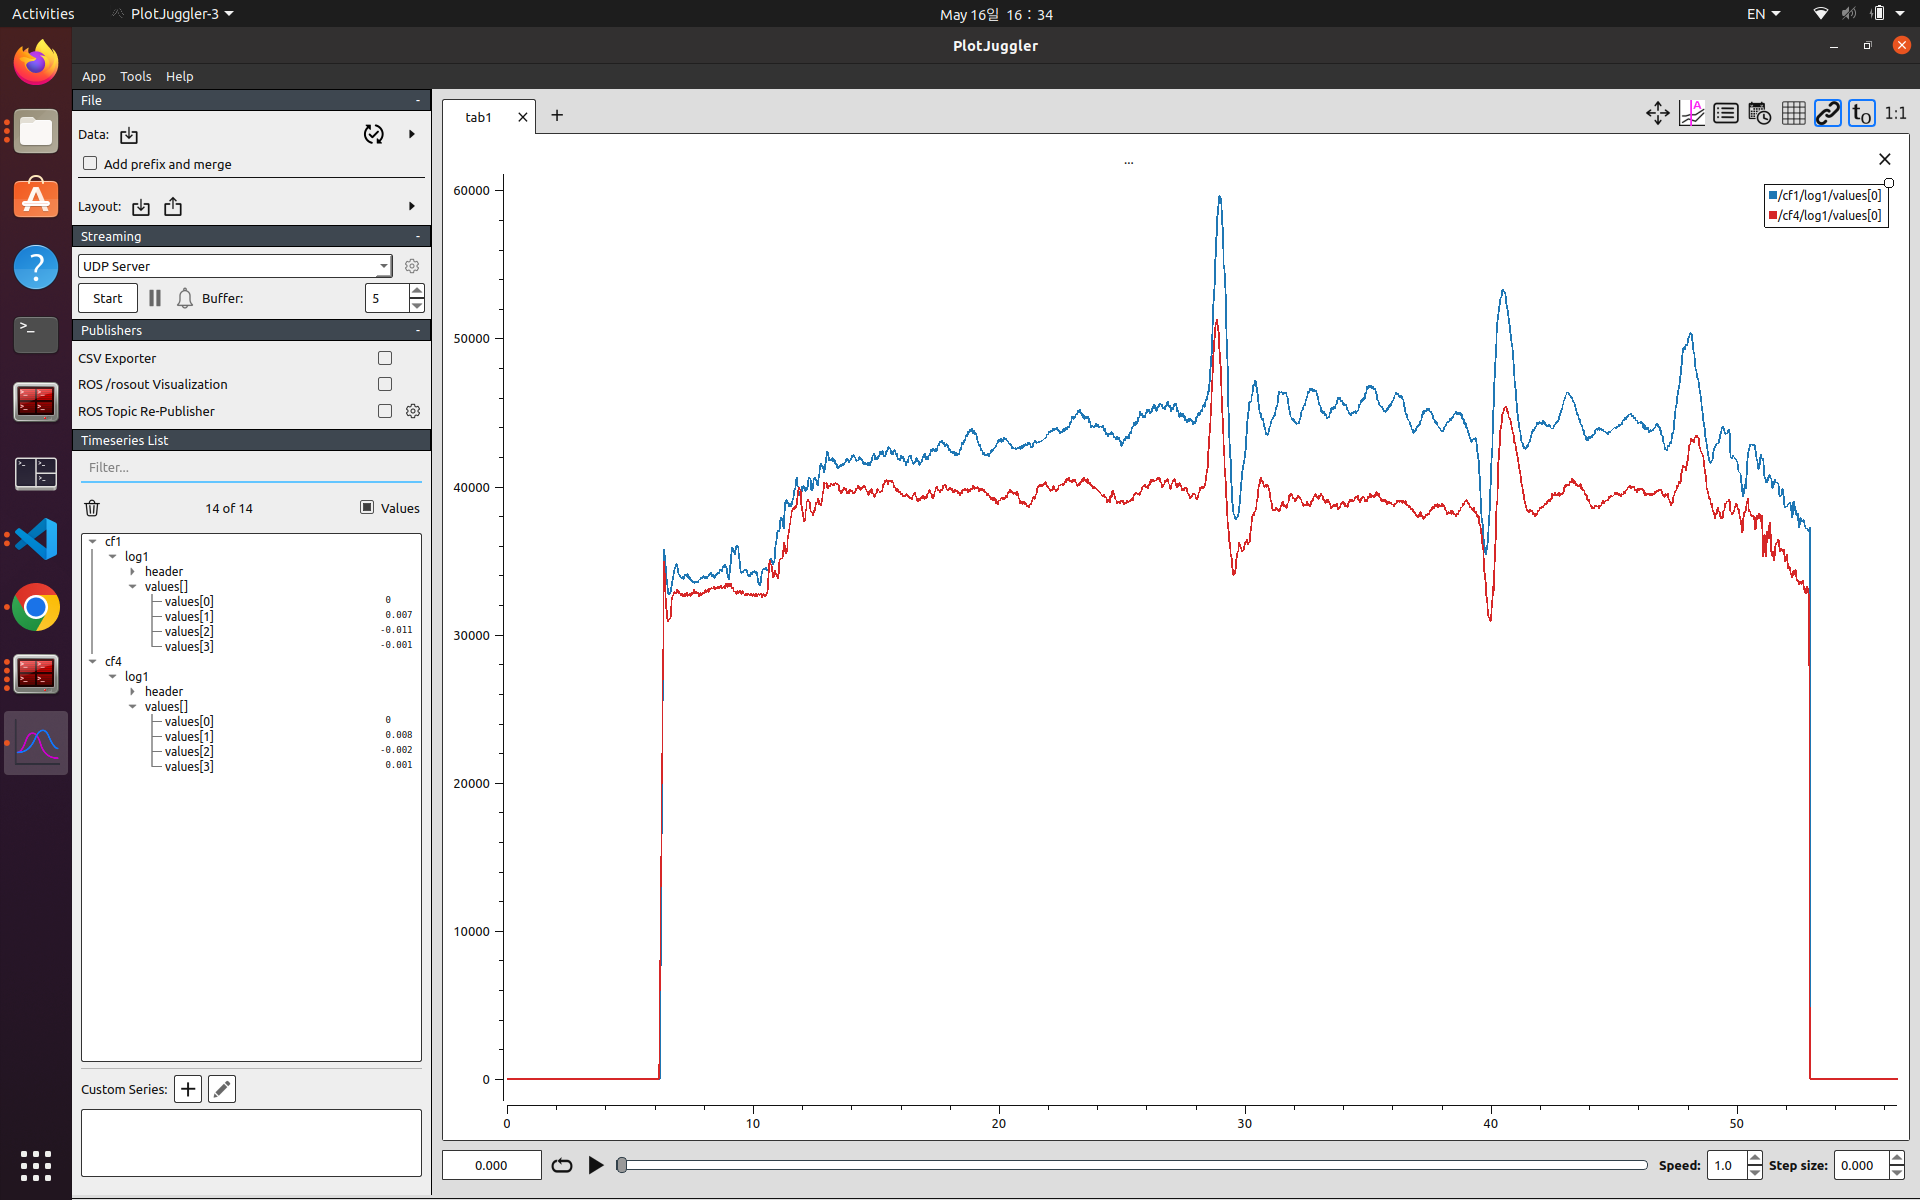 Activities PlotJuggler-3 May 16일 16 : 34 EN
PlotJuggler
App Tools Help
File -
Data:
Add prefix and merge
Layout:
Streaming -
UDP Server
Start Buffer: 5
Publishers -
CSV Exporter
ROS /rosout Visualization
ROS Topic Re-Publisher
Timeseries List
Filter...
14 of 14 Values
cf1
log1
header
values[]
values[0] 0
values[1] 0.007
values[2] -0.011
values[3] -0.001
cf4
log1
header
values[]
values[0] 0
values[1] 0.008
values[2] -0.002
values[3] 0.001
Custom Series:
tab1
t0 1:1
...
/cf1/log1/values[0]
/cf4/log1/values[0]
60000
50000
40000
30000
20000
10000
0
0 10 20 30 40 50
0.000 Speed: 1.0 Step size: 0.000